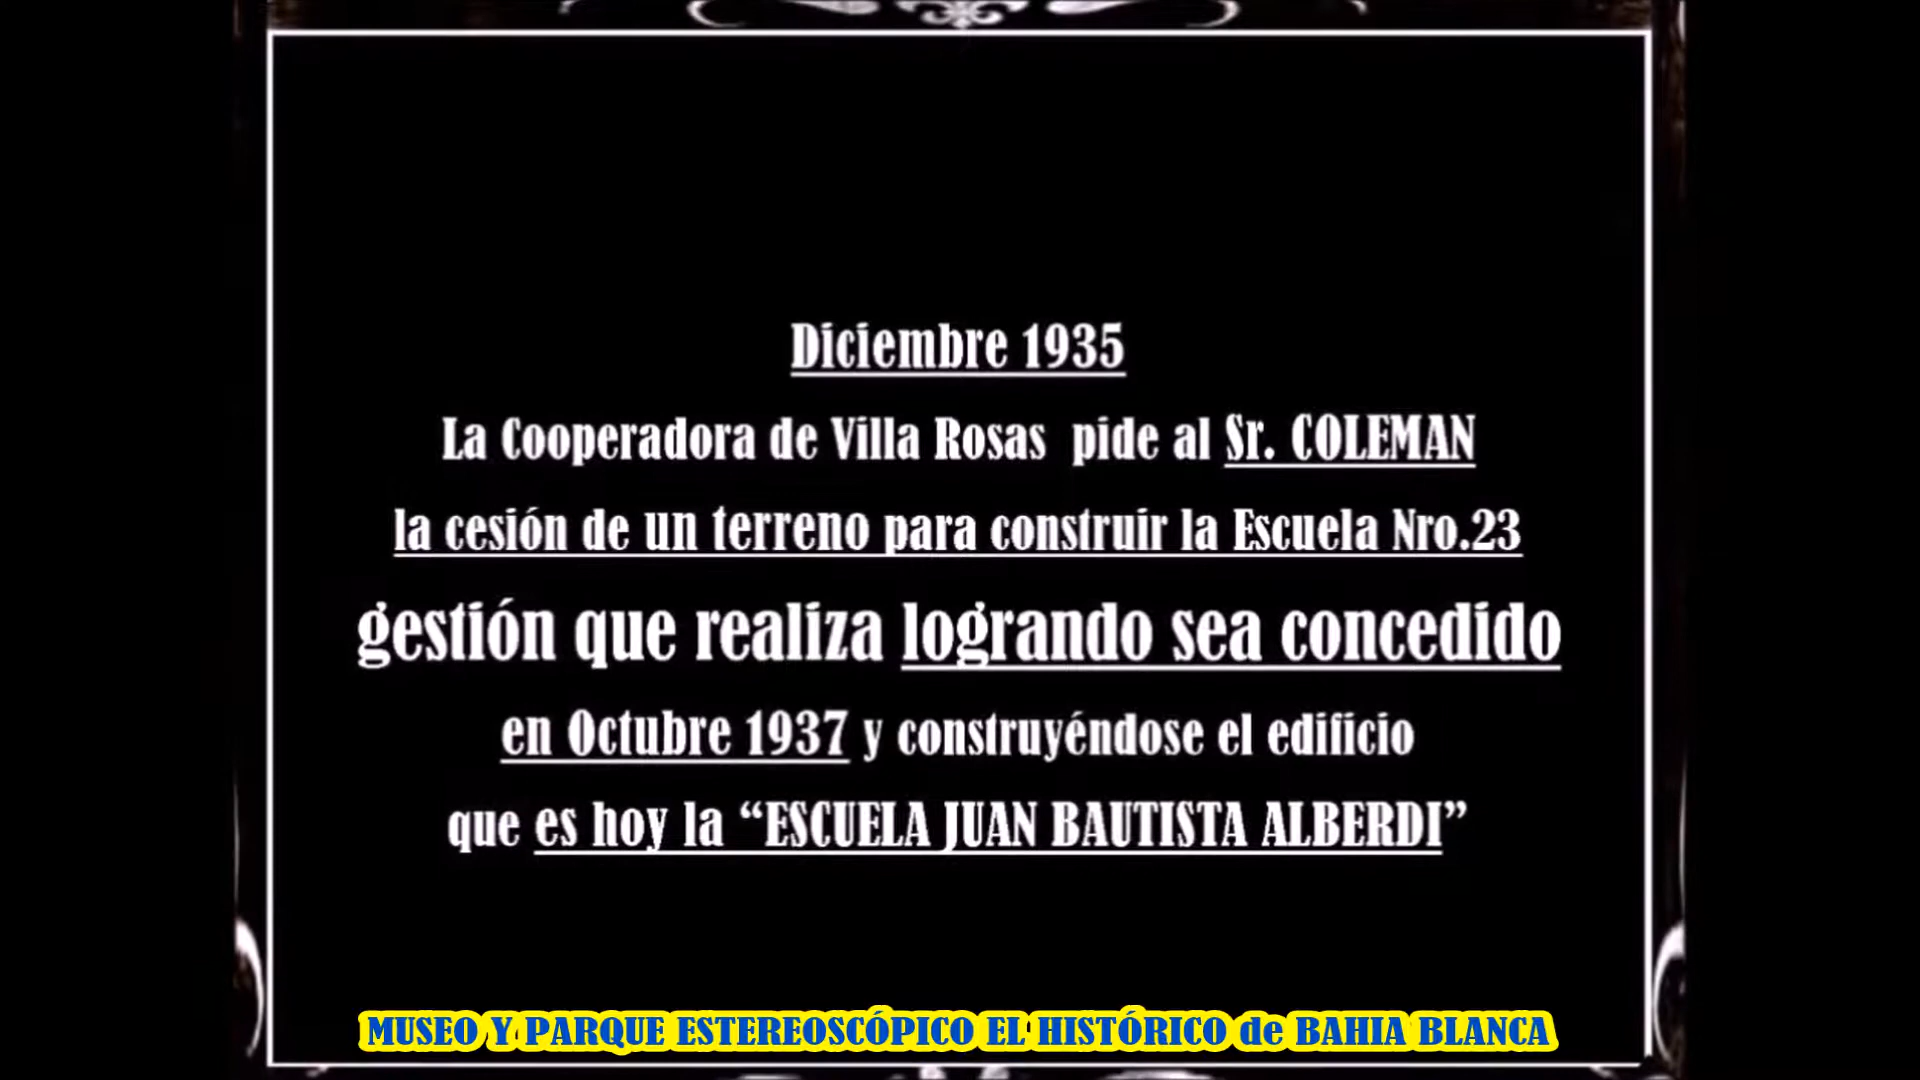 Diciembre 1935
La Cooperadora de Villa Rosas pide al Sr. COLEMAN
la cesión de un terreno para construir la Escuela Nro.23
gestión que realiza logrando sea concedido
en Octubre 1937 y construyéndose el edificio
que es hoy la “ESCUELA JUAN BAUTISTA ALBERDI”
MUSEO Y PARQUE ESTEREOSCÓPICO EL HISTÓRICO de BAHIA BLANCA